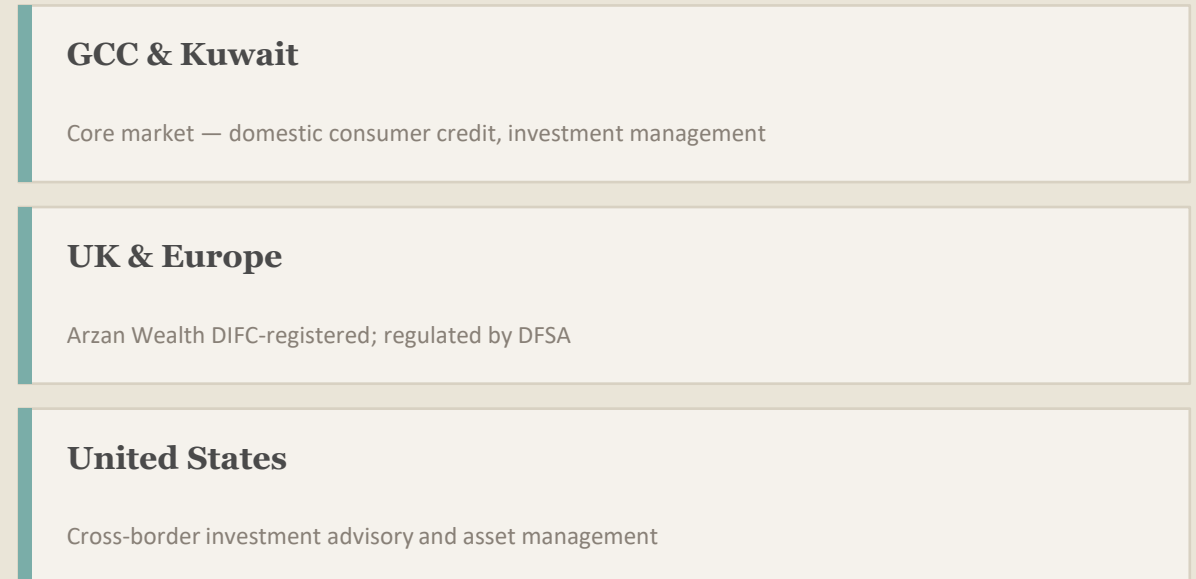 GCC & Kuwait
Core market — domestic consumer credit, investment management
UK & Europe
Arzan Wealth DIFC-registered; regulated by DFSA
United States
Cross-border investment advisory and asset management